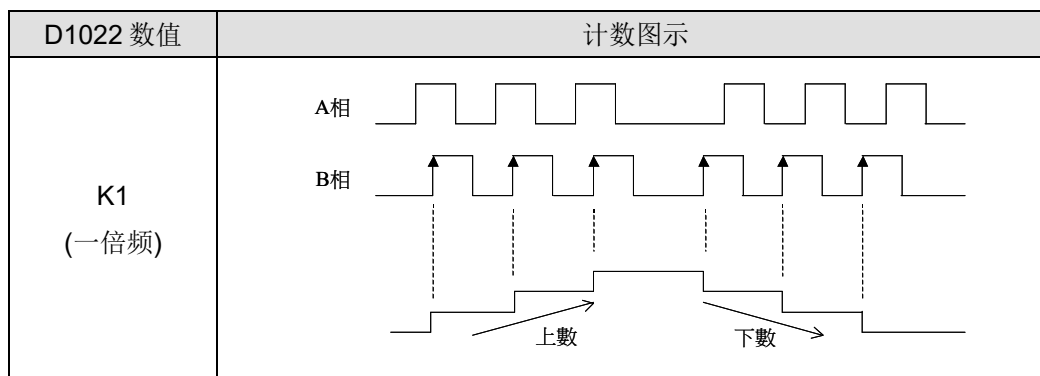 D1022 数值
计数图示
K1
(一倍频)
A相
B相
上數
下數